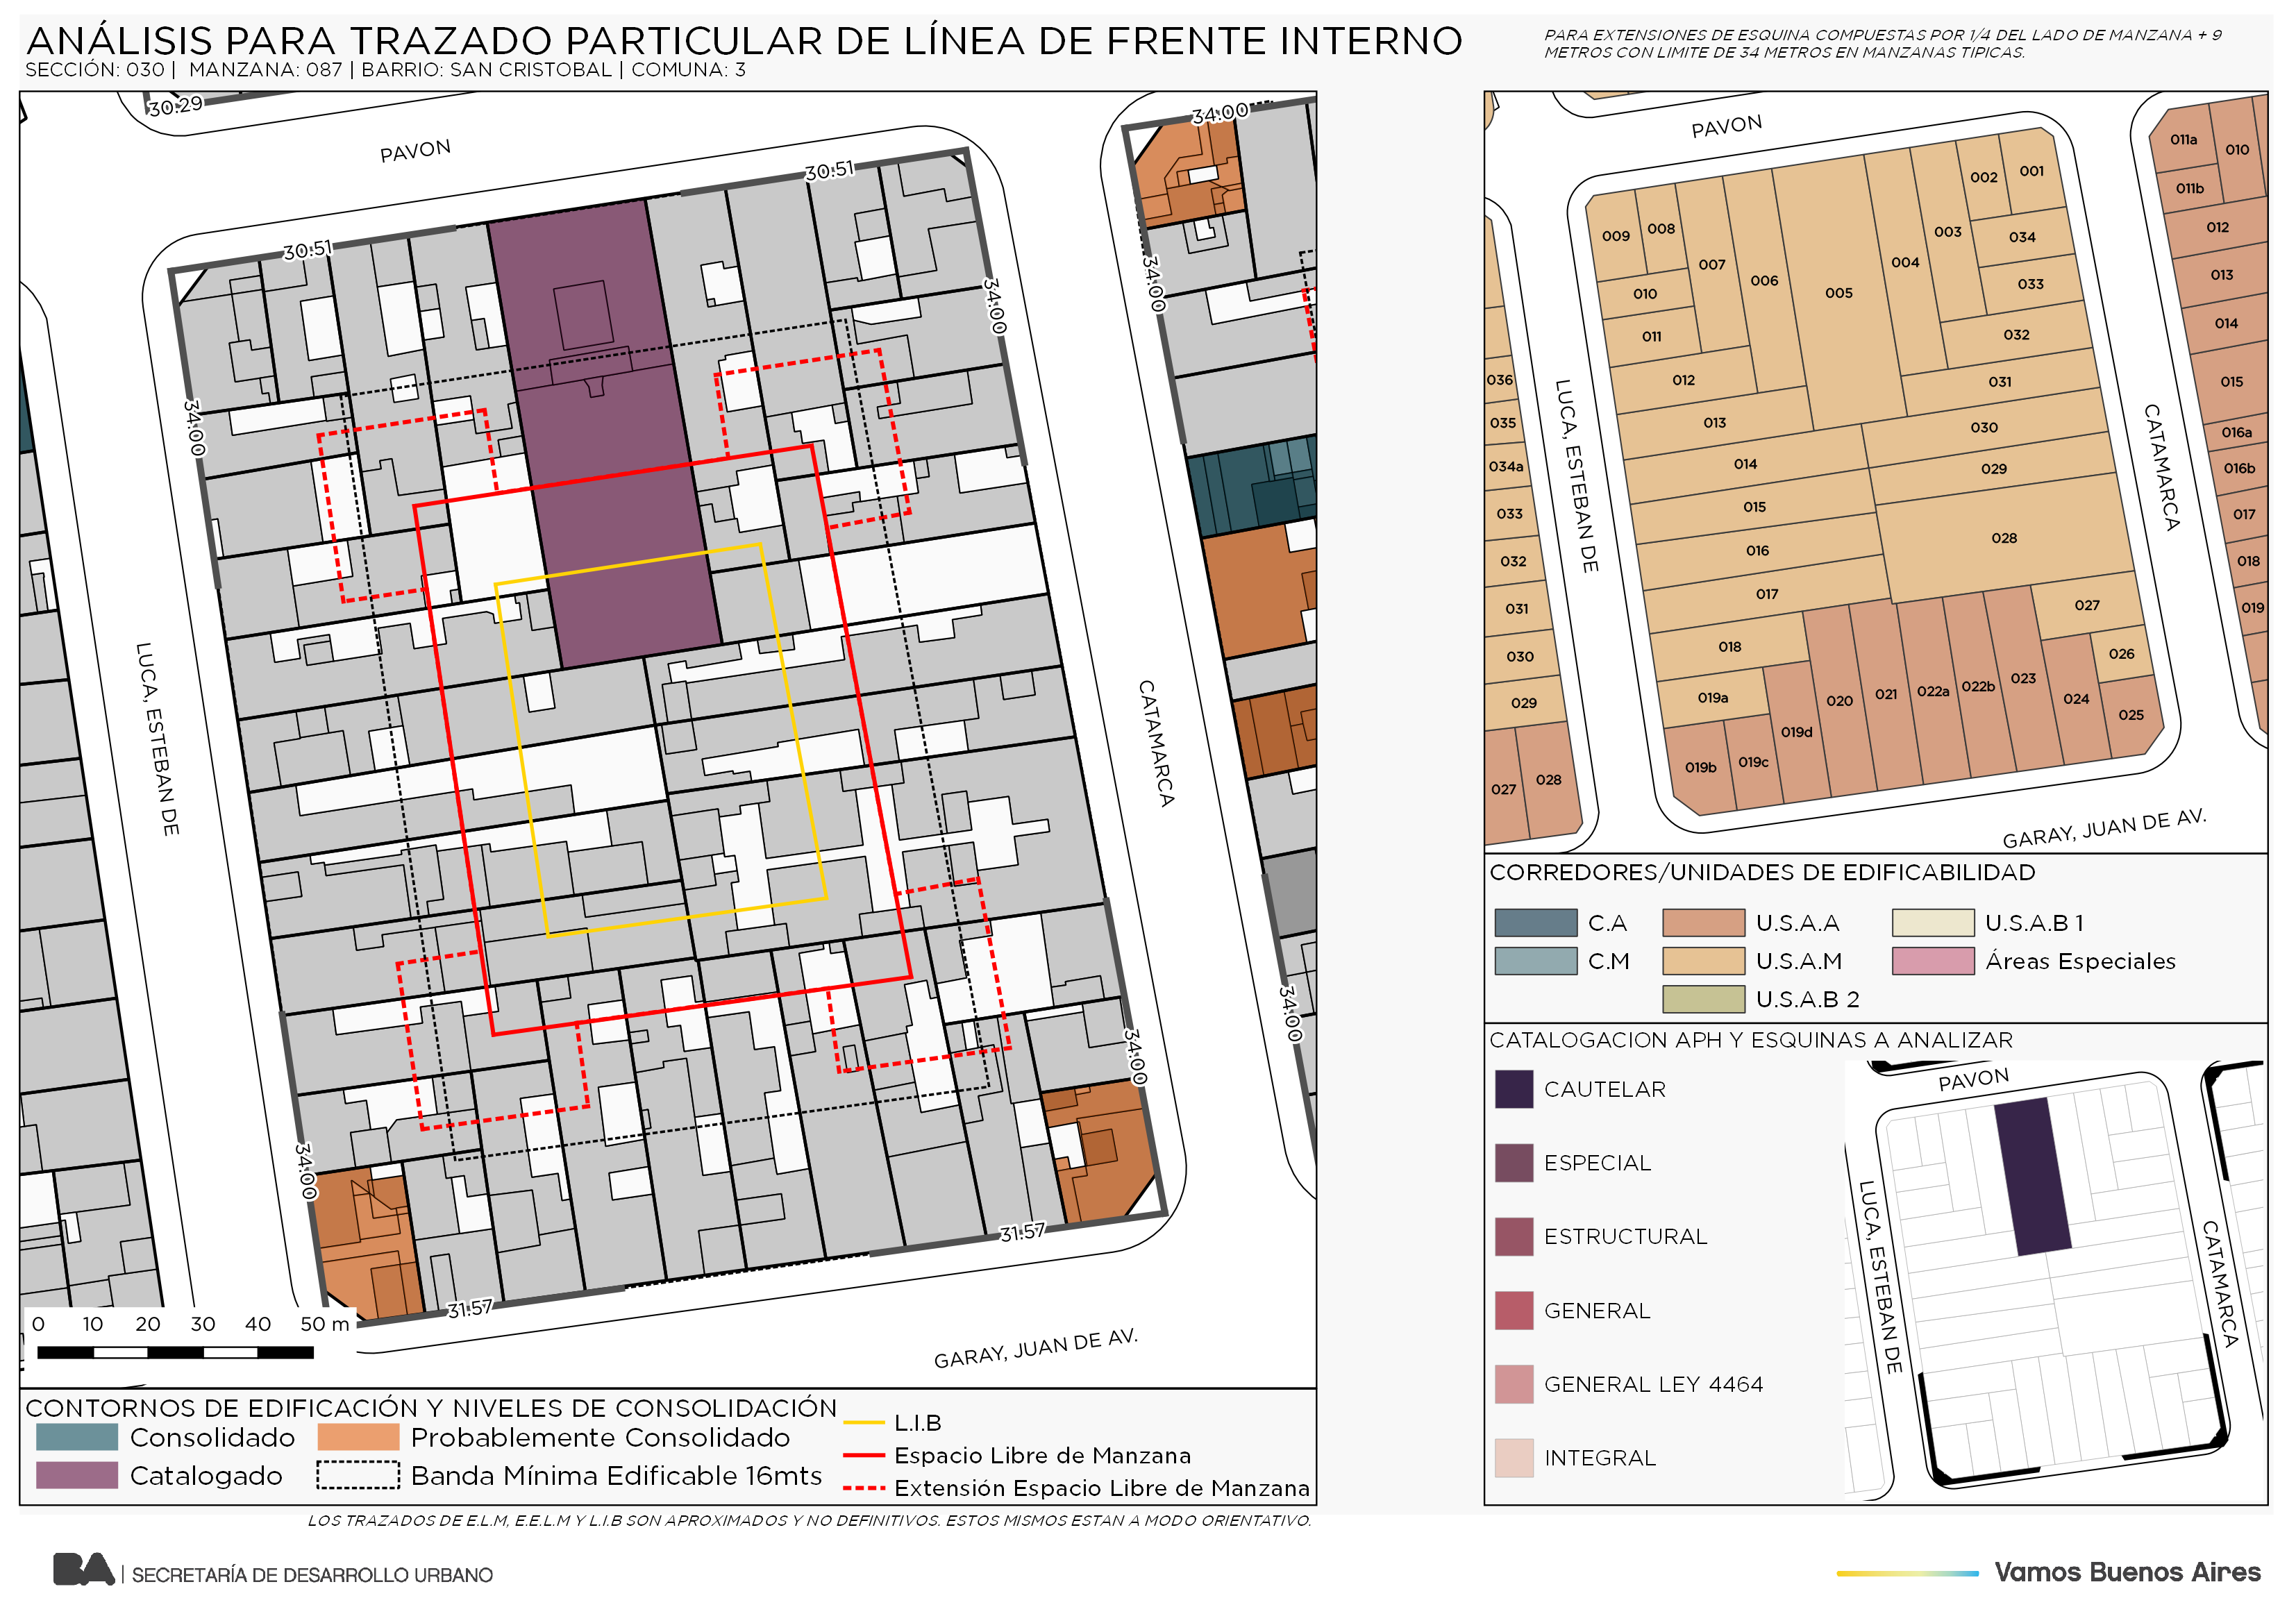 ANÁLISIS PARA TRAZADO PARTICULAR DE LÍNEA DE FRENTE INTERNO
SECCIÓN: 030 | MANZANA: 087 | BARRIO: SAN CRISTOBAL | COMUNA: 3
PARA EXTENSIONES DE ESQUINA COMPUESTAS POR 1/4 DEL LADO DE MANZANA + 9
METROS CON LIMITE DE 34 METROS EN MANZANAS TIPICAS.
30.29
PAVON
34.00
30.51
30.51
34.00
34.00
34.00
LUCA, ESTEBAN DE
CATAMARCA
34.00
34.00
34.00
31.57
31.57
GARAY, JUAN DE AV.
0 10 20 30 40 50 m
CONTORNOS DE EDIFICACIÓN Y NIVELES DE CONSOLIDACIÓN
Consolidado
Probablemente Consolidado
Catalogado
Banda Mínima Edificable 16mts
L.I.B
Espacio Libre de Manzana
Extensión Espacio Libre de Manzana
LOS TRAZADOS DE E.L.M, E.E.L.M Y L.I.B SON APROXIMADOS Y NO DEFINITIVOS. ESTOS MISMOS ESTAN A MODO ORIENTATIVO.
PAVON
011a
010
011b
012
013
014
015
016a
016b
017
018
019
009
008
007
006
005
004
003
002
001
034
033
032
031
010
011
012
013
014
015
016
017
018
019a
030
029
028
027
026
019b
019c
019d
020
021
022a
022b
023
024
025
036
035
034a
033
032
031
030
029
027
028
LUCA, ESTEBAN DE
CATAMARCA
GARAY, JUAN DE AV.
CORREDORES/UNIDADES DE EDIFICABILIDAD
C.A
U.S.A.A
U.S.A.B 1
C.M
U.S.A.M
Áreas Especiales
U.S.A.B 2
CATALOGACION APH Y ESQUINAS A ANALIZAR
CAUTELAR
ESPECIAL
ESTRUCTURAL
GENERAL
GENERAL LEY 4464
INTEGRAL
PAVON
LUCA, ESTEBAN DE
CATAMARCA
BA | SECRETARÍA DE DESARROLLO URBANO
Vamos Buenos Aires